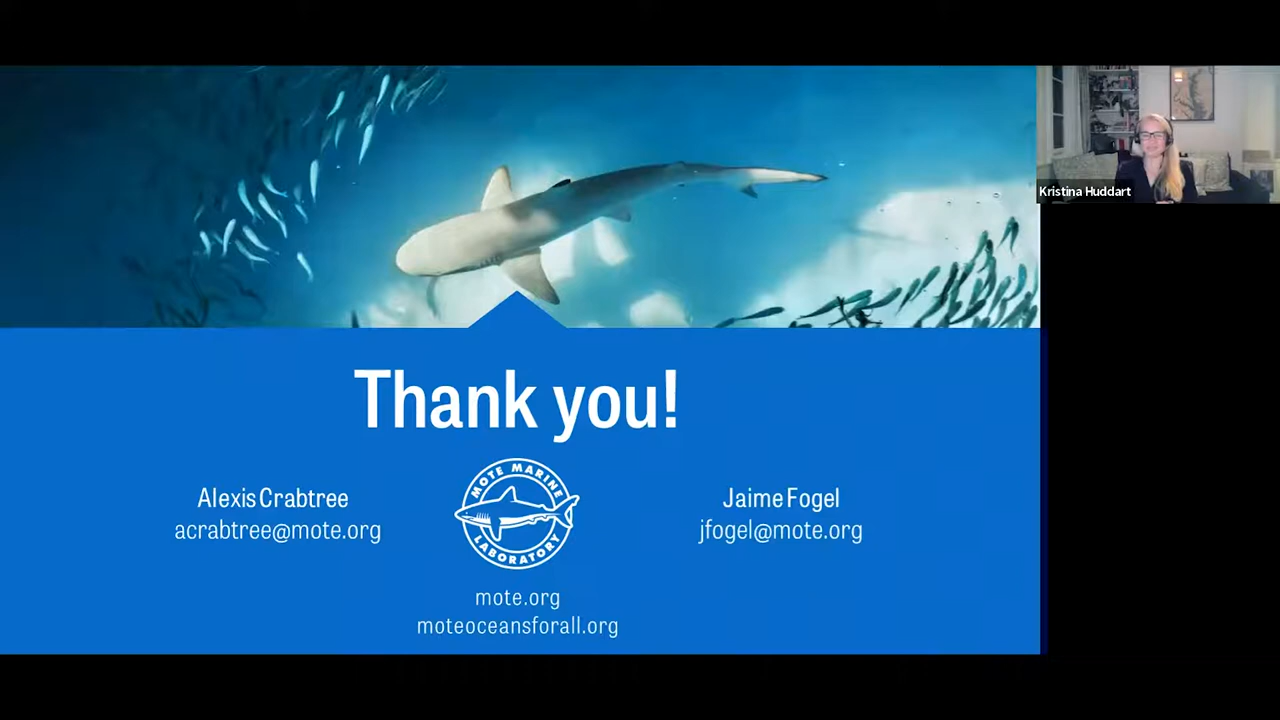 Kristina Huddart
Thank you!
MOTE MARINE
LABORATORY
Alexis Crabtree
acrabtree@mote.org
Jaime Fogel
jfogel@mote.org
mote.org
moteoceansforall.org